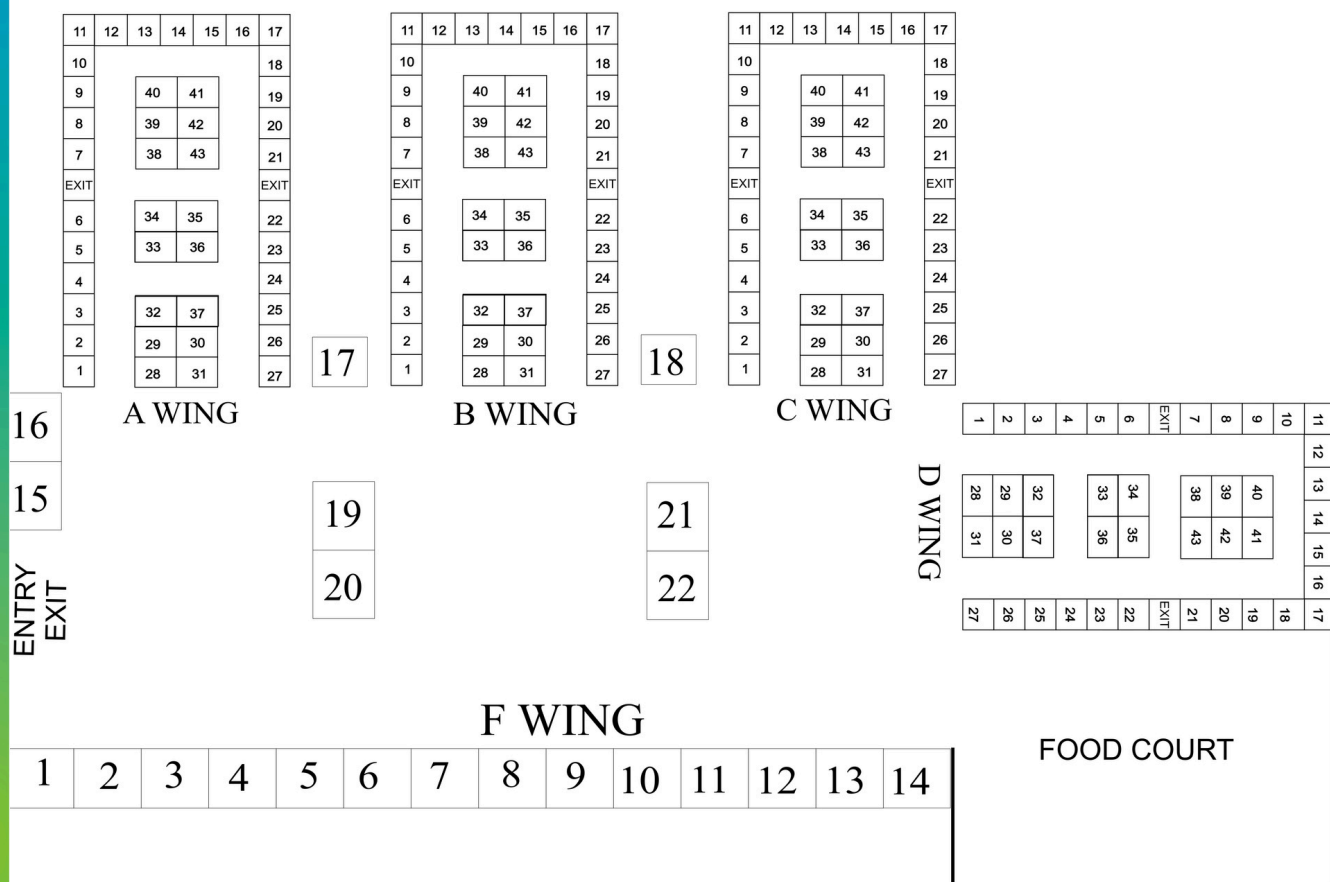 11 12 13 14 15 16 17
10 18
9 40 41 19
8 39 42 20
7 38 43 21
EXIT EXIT
6 34 35 22
5 33 36 23
4 24
3 32 37 25
2 29 30 26
1 28 31 27
A WING
17
11 12 13 14 15 16 17
10 18
9 40 41 19
8 39 42 20
7 38 43 21
EXIT EXIT
6 34 35 22
5 33 36 23
4 24
3 32 37 25
2 29 30 26
1 28 31 27
B WING
18
11 12 13 14 15 16 17
10 18
9 40 41 19
8 39 42 20
7 38 43 21
EXIT EXIT
6 34 35 22
5 33 36 23
4 24
3 32 37 25
2 29 30 26
1 28 31 27
C WING
16
15
ENTRY
EXIT
19
20
21
22
D WING
1 2 3 4 5 6 EXIT 7 8 9 10 11
12
28 29 32 33 34 38 39 40 13
14
31 30 37 36 35 43 42 41 15
16
27 26 25 24 23 22 EXIT 21 20 19 18 17
F WING
1 2 3 4 5 6 7 8 9 10 11 12 13 14
FOOD COURT